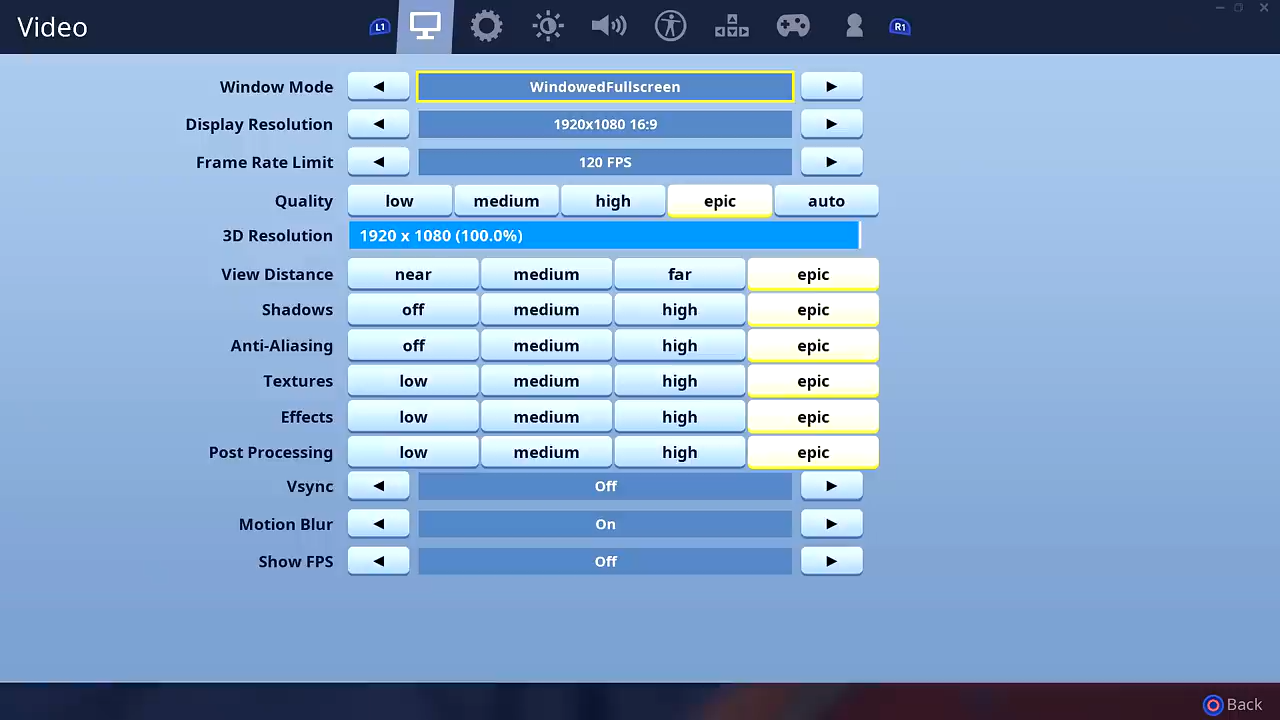 Video
L1
R1
Window Mode
WindowedFullscreen
Display Resolution
1920x1080 16:9
Frame Rate Limit
120 FPS
Quality low medium high epic auto
3D Resolution 1920 x 1080 (100.0%)
View Distance near medium far epic
Shadows off medium high epic
Anti-Aliasing off medium high epic
Textures low medium high epic
Effects low medium high epic
Post Processing low medium high epic
Vsync Off
Motion Blur On
Show FPS Off
Back